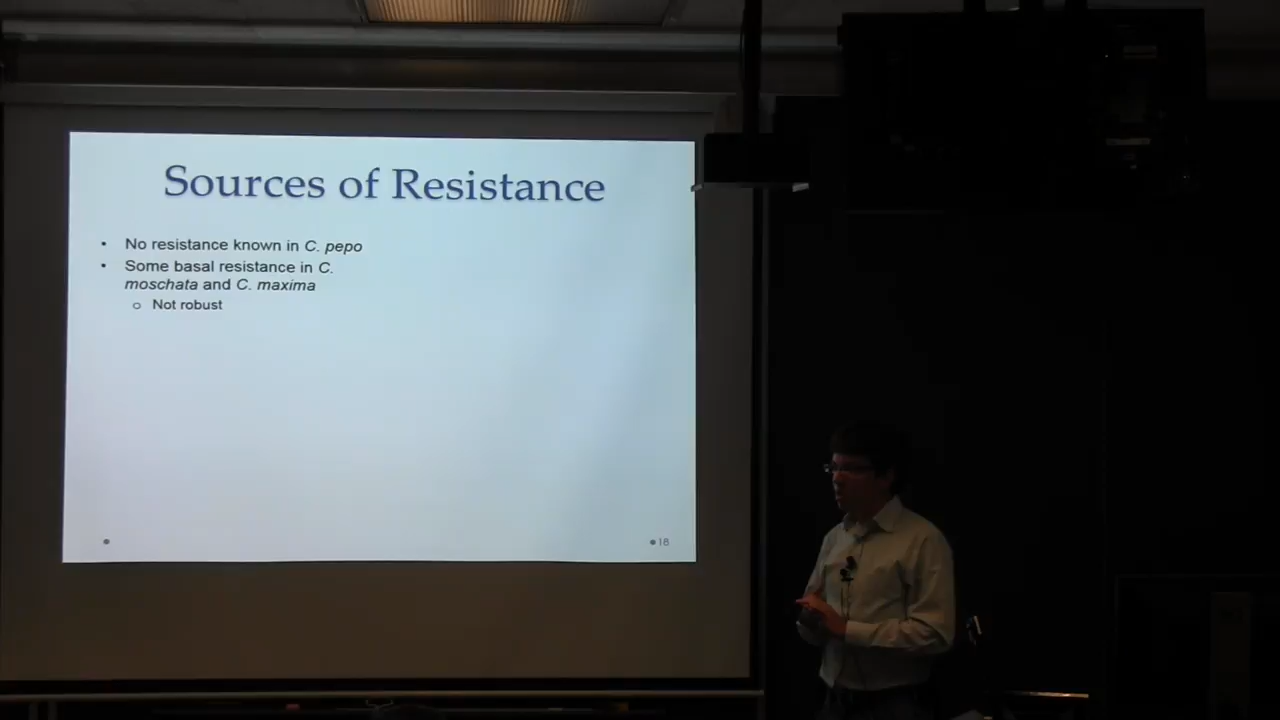 Sources of Resistance
• No resistance known in C. pepo
• Some basal resistance in C.
moschata and C. maxima
o Not robust
18